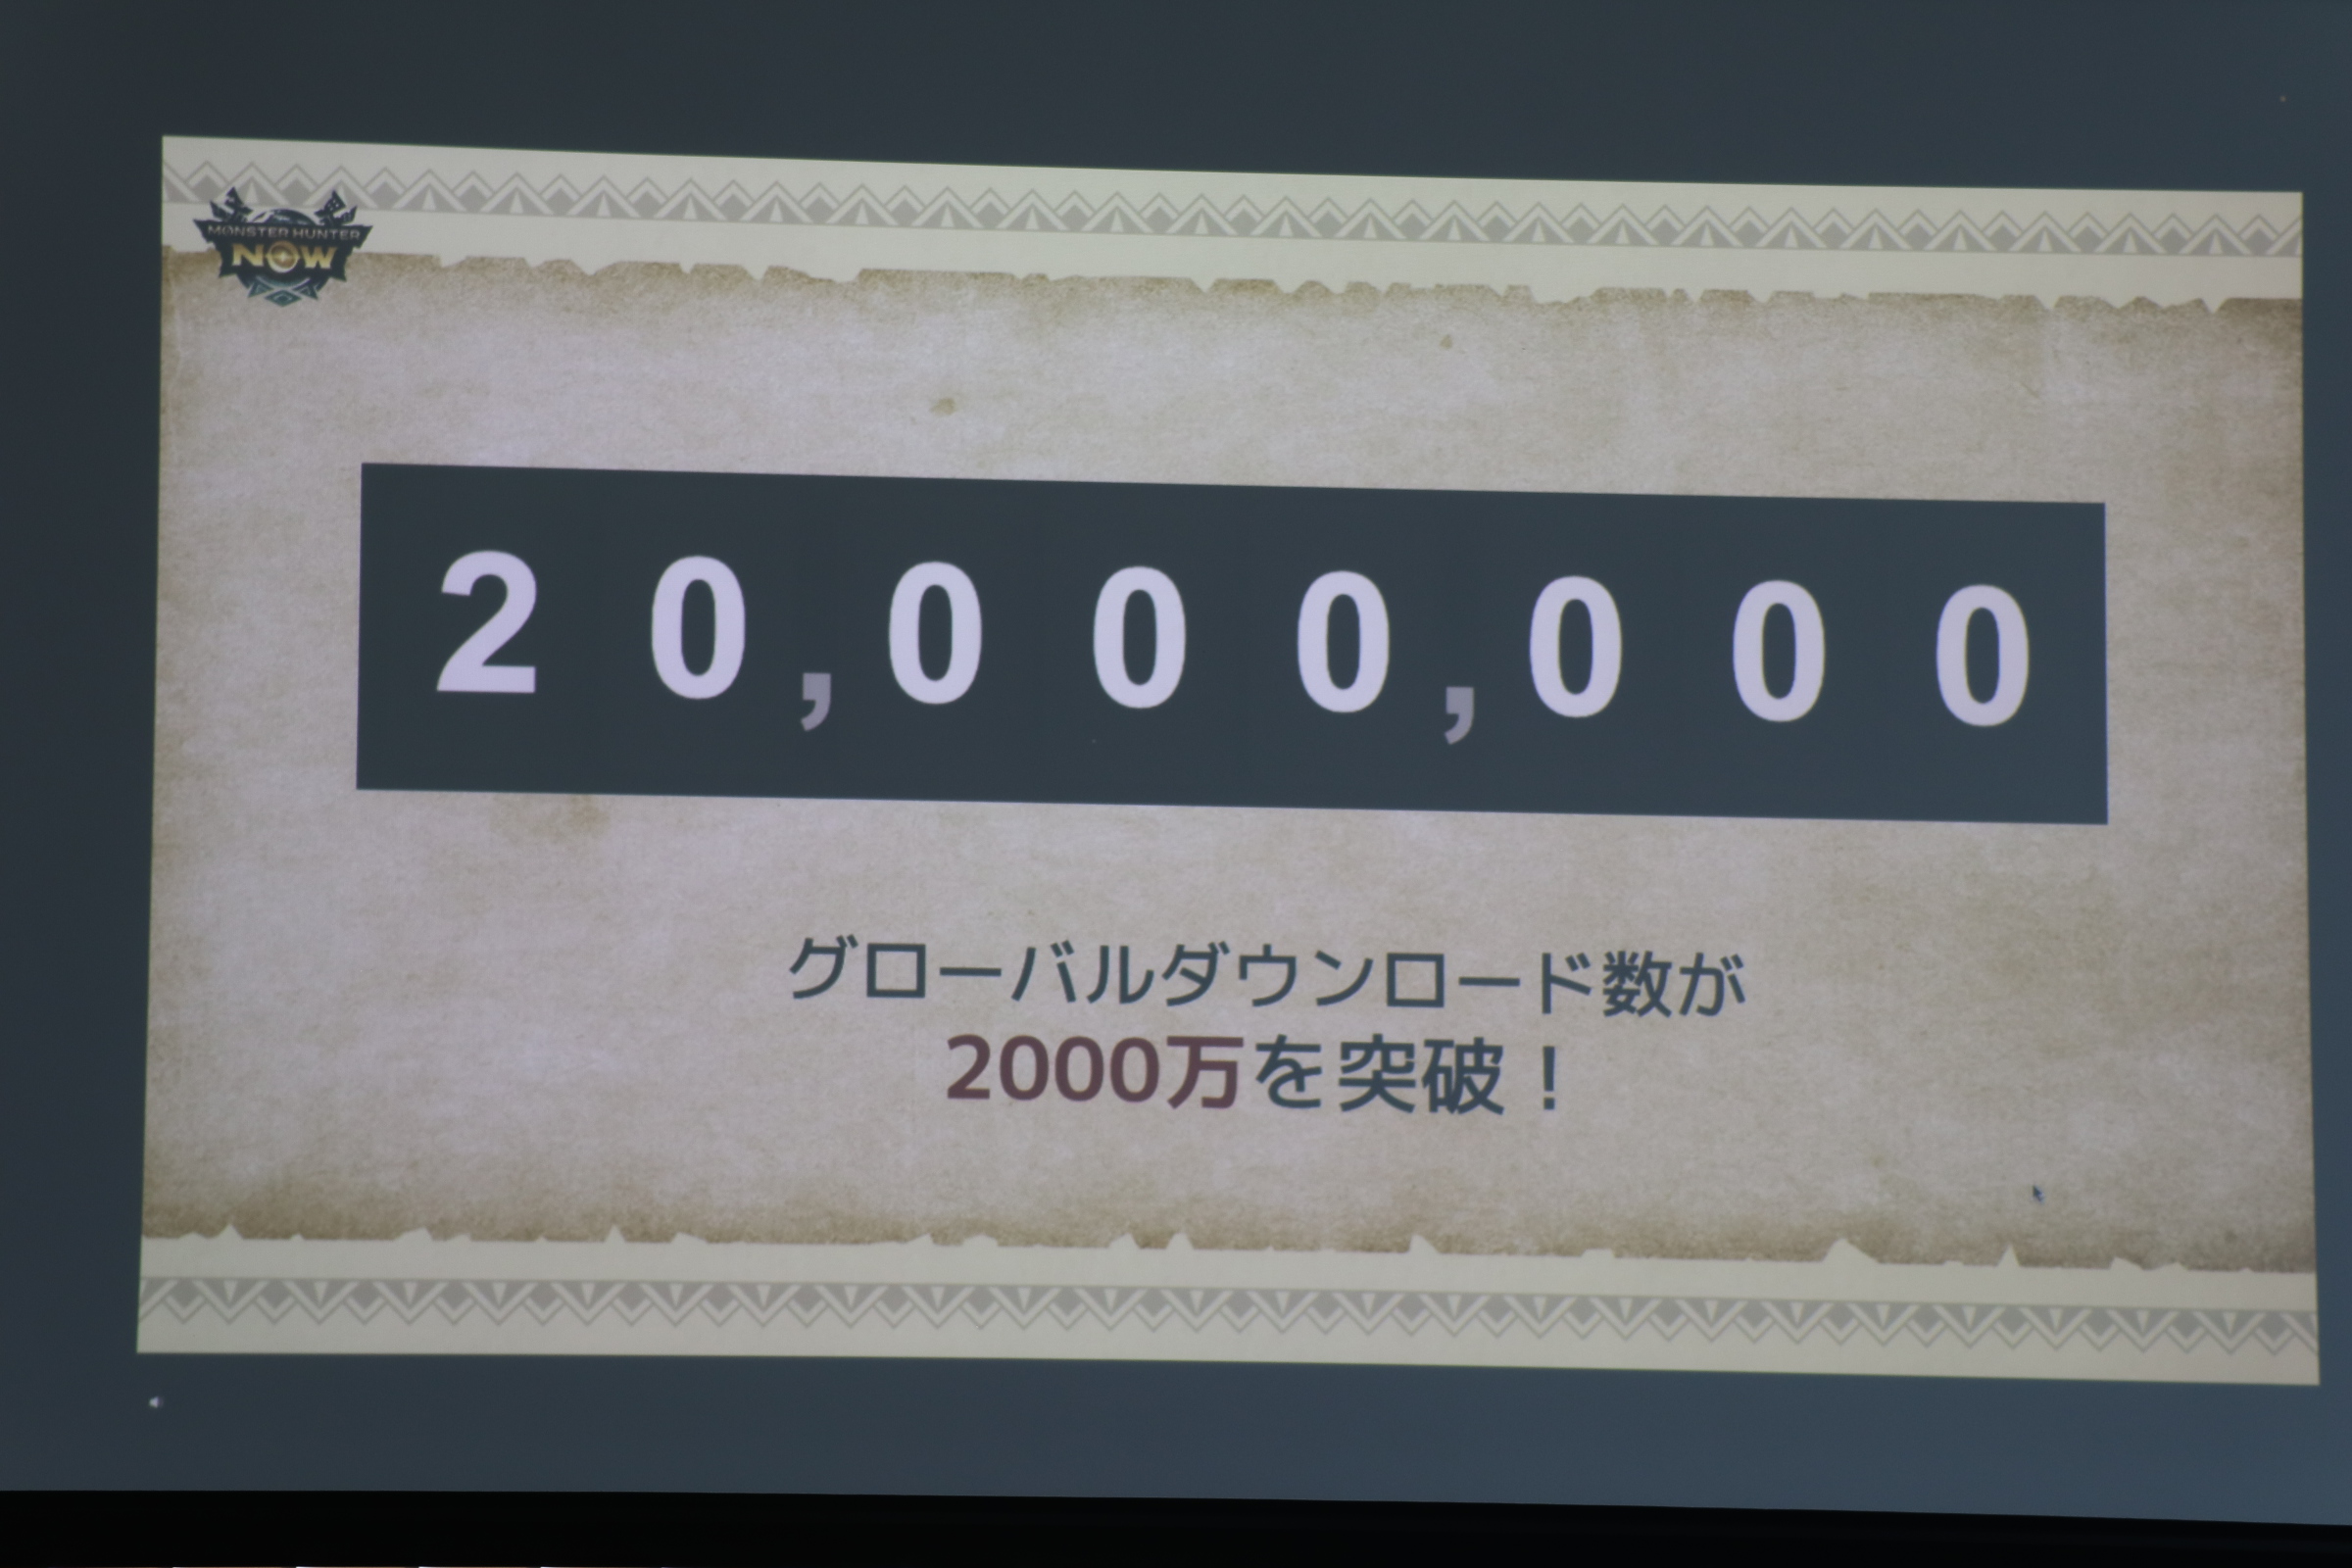 MONSTER HUNTER
NOW
20,000,000
グローバルダウンロード数が
2000万を突破！